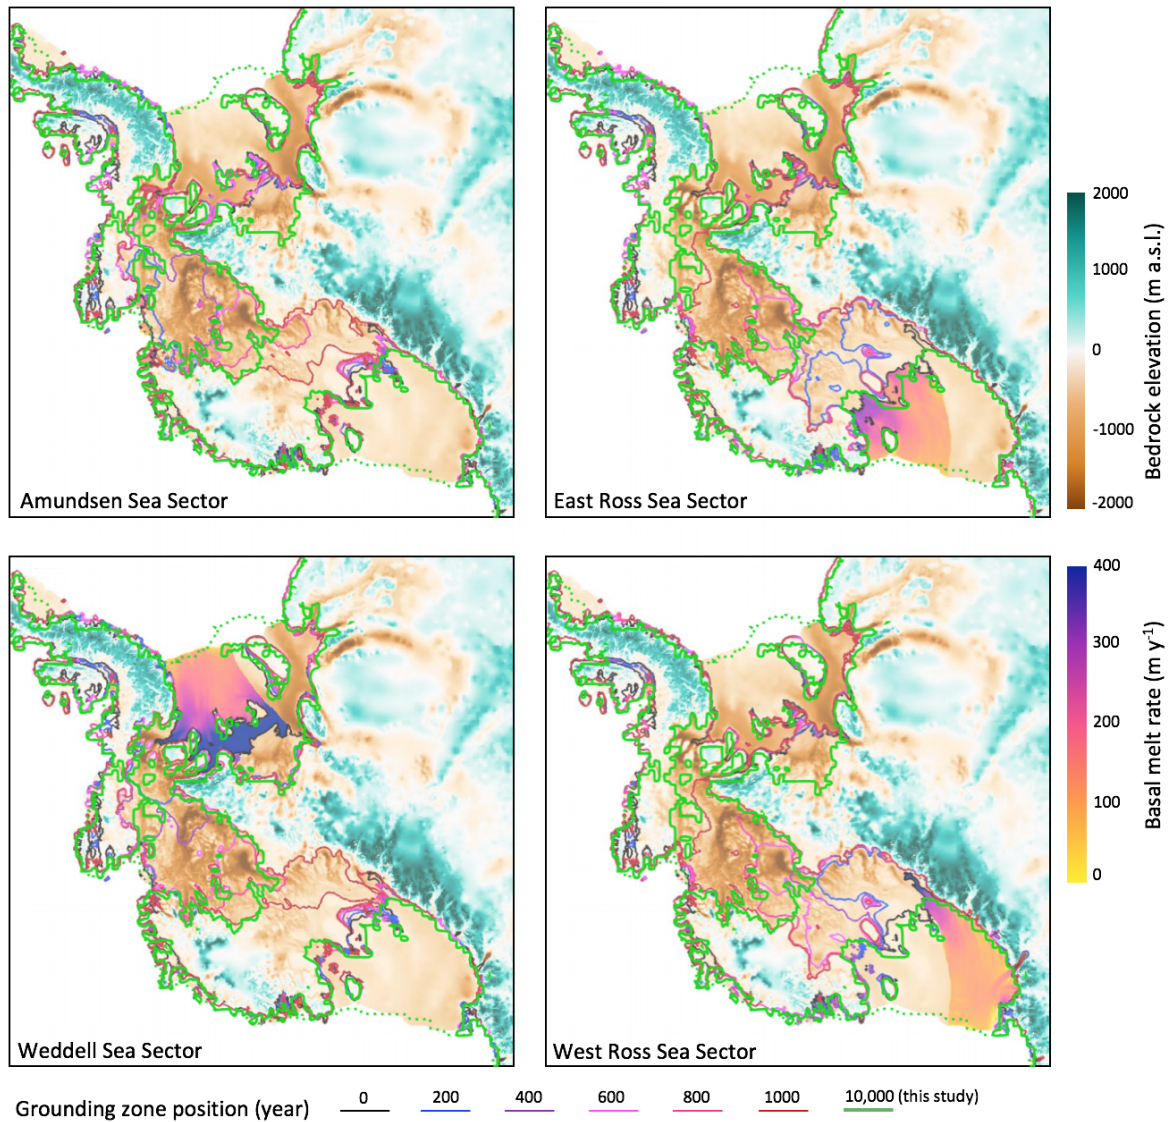 Amundsen Sea Sector
East Ross Sea Sector
2000
1000
0
-1000
-2000
Bedrock elevation (m a.s.l.)
Weddell Sea Sector
West Ross Sea Sector
400
300
200
100
0
Basal melt rate (m y⁻¹)
Grounding zone position (year) 0 200 400 600 800 1000 10,000 (this study)